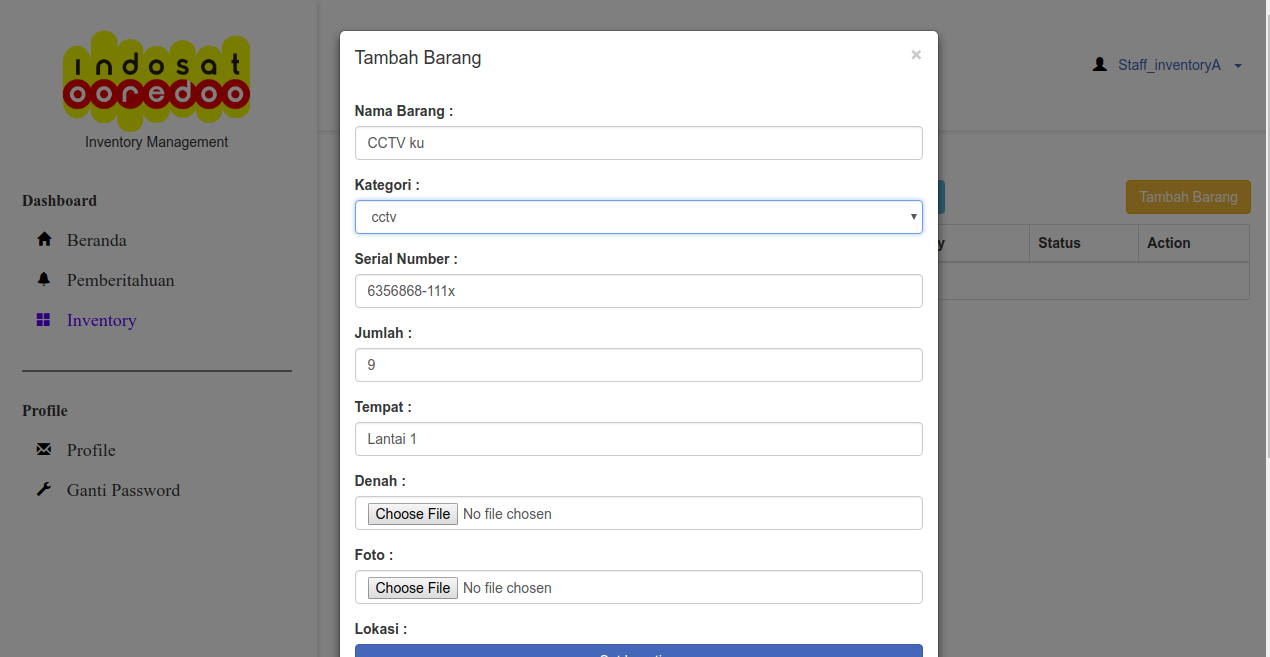 indosat
ooredoo
Inventory Management
Dashboard
Beranda
Pemberitahuan
Inventory
Profile
Profile
Ganti Password
Staff_inventoryA
Tambah Barang
Status
Action
Tambah Barang
×
Nama Barang :
CCTV ku
Kategori :
cctv
Serial Number :
6356868-111x
Jumlah :
9
Tempat :
Lantai 1
Denah :
Choose File No file chosen
Foto :
Choose File No file chosen
Lokasi :